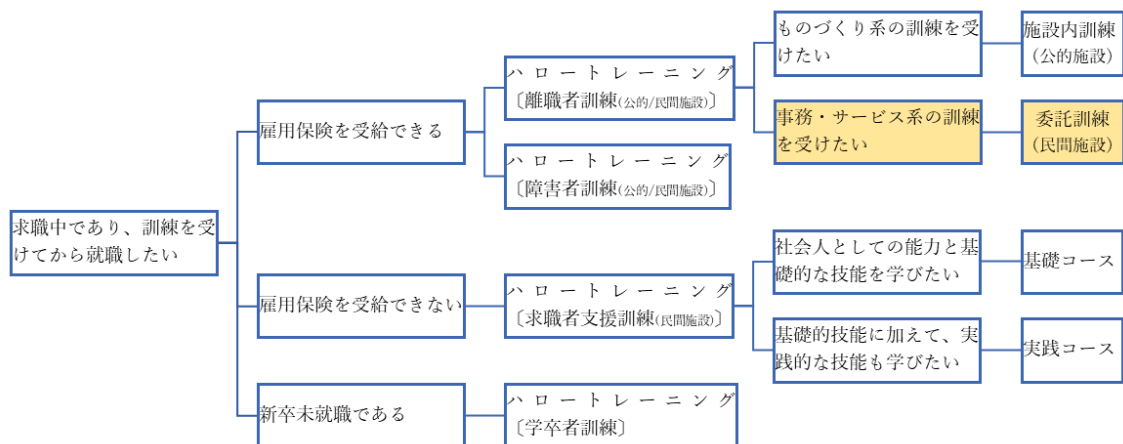 求職中であり、訓練を受
けてから就職したい
雇用保険を受給できる
ハロートレーニング
〔離職者訓練(公的/民間施設)〕
ものづくり系の訓練を受
けたい
施設内訓練
（公的施設）
事務・サービス系の訓練
を受けたい
委託訓練
（民間施設）
ハロートレーニング
〔障害者訓練(公的/民間施設)〕
雇用保険を受給できない
ハロートレーニング
〔求職者支援訓練(民間施設)〕
社会人としての能力と基
礎的な技能を学びたい
基礎コース
基礎的技能に加えて、実
践的な技能も学びたい
実践コース
新卒未就職である
ハロートレーニング
〔学卒者訓練〕